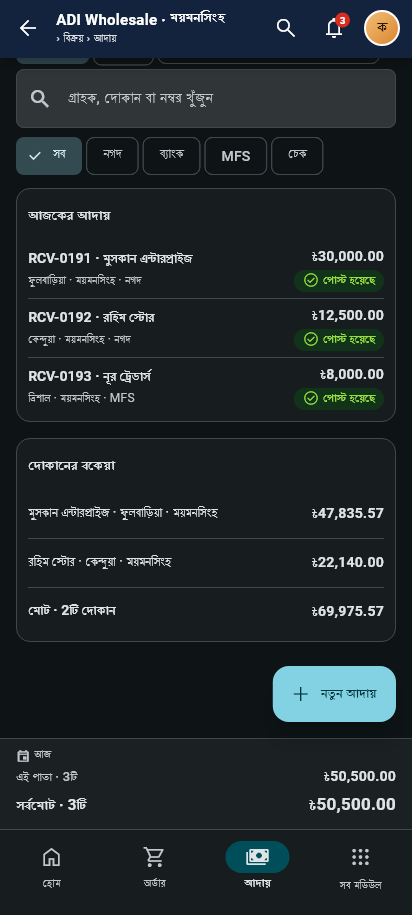 ADI Wholesale · ময়মনসিংহ
› বিক্রয় › আদায়
3
ক
গ্রাহক, দোকান বা নম্বর খুঁজুন
সব নগদ ব্যাংক MFS চেক
আজকের আদায়
RCV-0191 · মুসকান এন্টারপ্রাইজ ৳30,000.00
ফুলবাড়িয়া · ময়মনসিংহ · নগদ পোস্ট হয়েছে
RCV-0192 · রহিম স্টোর ৳12,500.00
কেন্দুয়া · ময়মনসিংহ · নগদ পোস্ট হয়েছে
RCV-0193 · নূর ট্রেডার্স ৳8,000.00
ত্রিশাল · ময়মনসিংহ · MFS পোস্ট হয়েছে
দোকানের বকেয়া
মুসকান এন্টারপ্রাইজ · ফুলবাড়িয়া · ময়মনসিংহ ৳47,835.57
রহিম স্টোর · কেন্দুয়া · ময়মনসিংহ ৳22,140.00
মোট · 2টি দোকান ৳69,975.57
নতুন আদায়
আজ
এই পাতা · 3টি ৳50,500.00
সর্বমোট · 3টি ৳50,500.00
হোম অর্ডার আদায় সব মডিউল